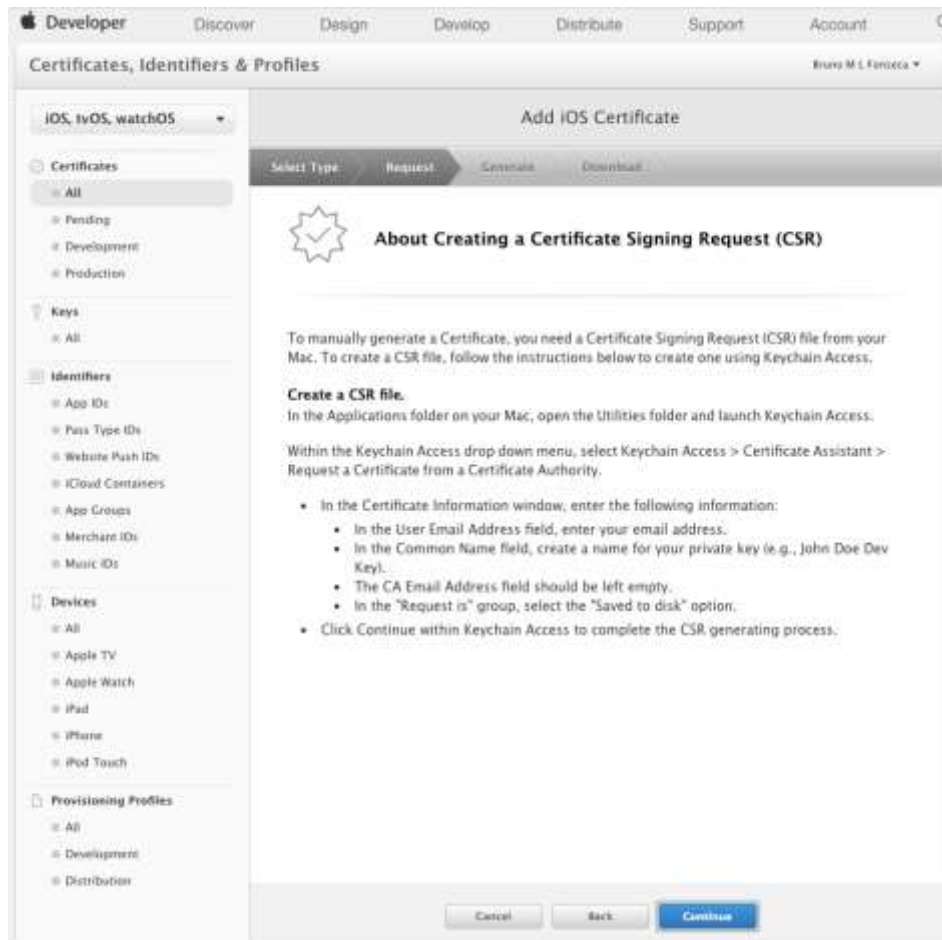 Developer
Discover
Design
Develop
Distribute
Support
Account
Certificates, Identifiers & Profiles
Bruno M L Fonseca
iOS, tvOS, watchOS
Add iOS Certificate
Select Type
Request
Generate
Download
Certificates
All
Pending
Development
Production
Keys
All
Identifiers
App IDs
Pass Type IDs
Website Push IDs
iCloud Containers
App Groups
Merchant IDs
Music IDs
Devices
All
Apple TV
Apple Watch
iPad
iPhone
iPod Touch
Provisioning Profiles
All
Development
Distribution
About Creating a Certificate Signing Request (CSR)
To manually generate a Certificate, you need a Certificate Signing Request (CSR) file from your
Mac. To create a CSR file, follow the instructions below to create one using Keychain Access.
Create a CSR file.
In the Applications folder on your Mac, open the Utilities folder and launch Keychain Access.
Within the Keychain Access drop down menu, select Keychain Access > Certificate Assistant >
Request a Certificate from a Certificate Authority.
• In the Certificate Information window, enter the following information:
• In the User Email Address field, enter your email address.
• In the Common Name field, create a name for your private key (e.g., John Doe Dev
Key).
• The CA Email Address field should be left empty.
• In the "Request is" group, select the "Saved to disk" option.
• Click Continue within Keychain Access to complete the CSR generating process.
Cancel
Back
Continue